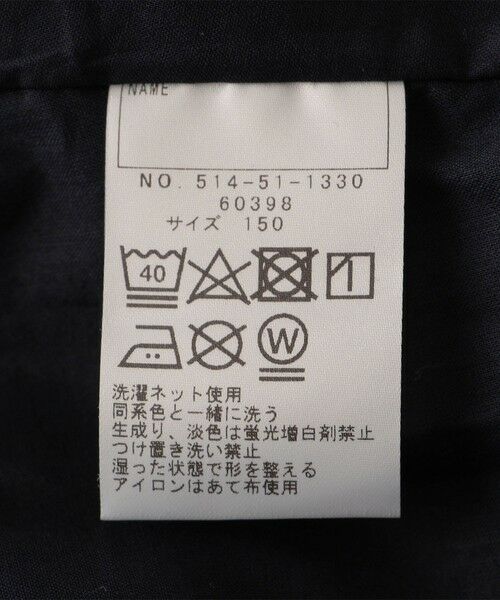 NAME
NO. 514-51-1330
60398
サイズ 150
40
W
洗濯ネット使用
同系色と一緒に洗う
生成り、淡色は蛍光増白剤禁止
つけ置き洗い禁止
湿った状態で形を整える
アイロンはあて布使用